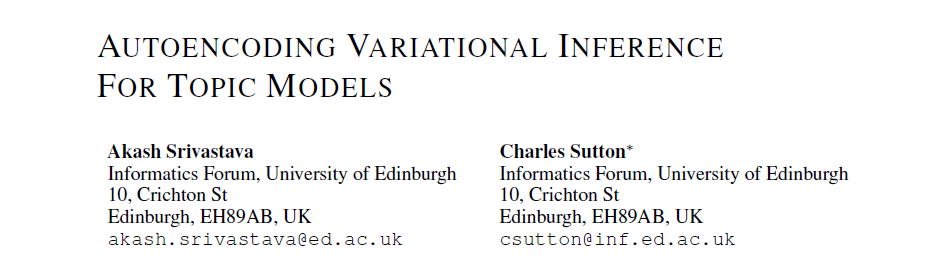 AUTOENCODING VARIATIONAL INFERENCE
FOR TOPIC MODELS
Akash Srivastava
Informatics Forum, University of Edinburgh
10, Crichton St
Edinburgh, EH89AB, UK
akash.srivastava@ed.ac.uk
Charles Sutton*
Informatics Forum, University of Edinburgh
10, Crichton St
Edinburgh, EH89AB, UK
csutton@inf.ed.ac.uk